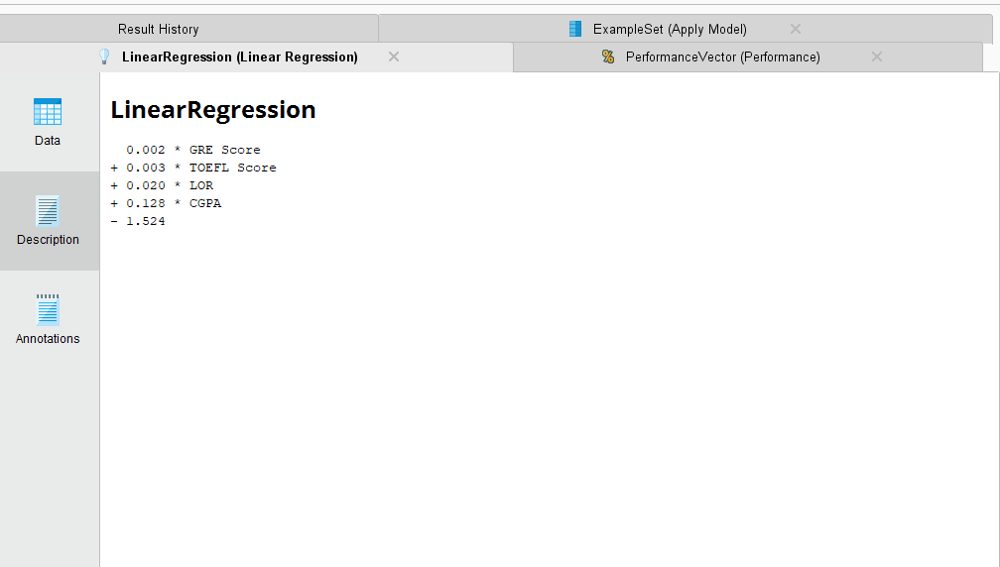 Result History
ExampleSet (Apply Model)
LinearRegression (Linear Regression)
PerformanceVector (Performance)
Data
Description
Annotations
LinearRegression
0.002 * GRE Score
+ 0.003 * TOEFL Score
+ 0.020 * LOR
+ 0.128 * CGPA
- 1.524